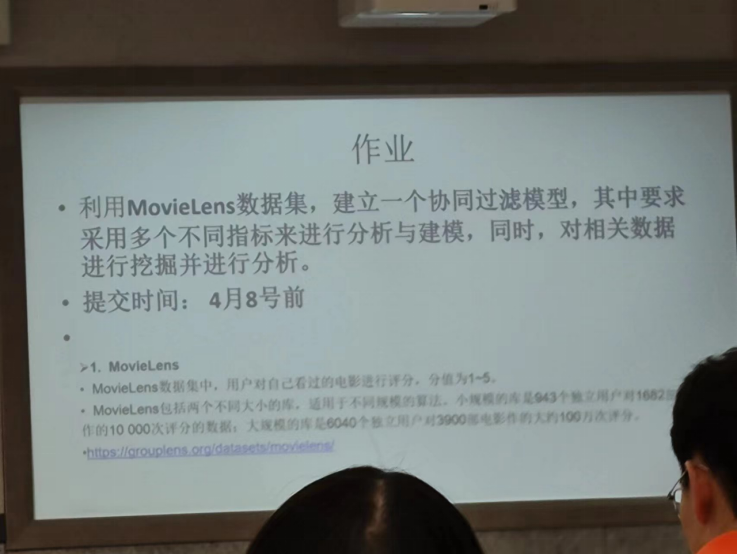 作业
• 利用MovieLens数据集，建立一个协同过滤模型，其中要求
采用多个不同指标来进行分析与建模，同时，对相关数据
进行挖掘并进行分析。
• 提交时间： 4月8号前
•
➢1. MovieLens
• MovieLens数据集中，用户对自己看过的电影进行评分，分值为1~5。
• MovieLens包括两个不同大小的库，适用于不同规模的算法。小规模的库是943个独立用户对1682部
作的10 000次评分的数据；大规模的库是6040个独立用户对3900部电影作的大约100万次评分。
•https://grouplens.org/datasets/movielens/